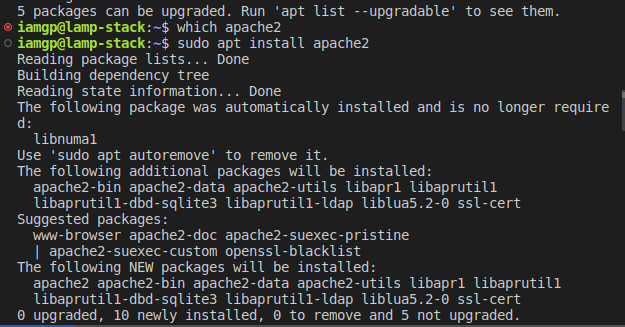 5 packages can be upgraded. Run 'apt list --upgradable' to see them.
iamgp@lamp-stack:~$ which apache2
iamgp@lamp-stack:~$ sudo apt install apache2
Reading package lists... Done
Building dependency tree
Reading state information... Done
The following package was automatically installed and is no longer require
d:
  libnuma1
Use 'sudo apt autoremove' to remove it.
The following additional packages will be installed:
  apache2-bin apache2-data apache2-utils libapr1 libaprutil1
  libaprutil1-dbd-sqlite3 libaprutil1-ldap liblua5.2-0 ssl-cert
Suggested packages:
  www-browser apache2-doc apache2-suexec-pristine
  | apache2-suexec-custom openssl-blacklist
The following NEW packages will be installed:
  apache2 apache2-bin apache2-data apache2-utils libapr1 libaprutil1
  libaprutil1-dbd-sqlite3 libaprutil1-ldap liblua5.2-0 ssl-cert
0 upgraded, 10 newly installed, 0 to remove and 5 not upgraded.